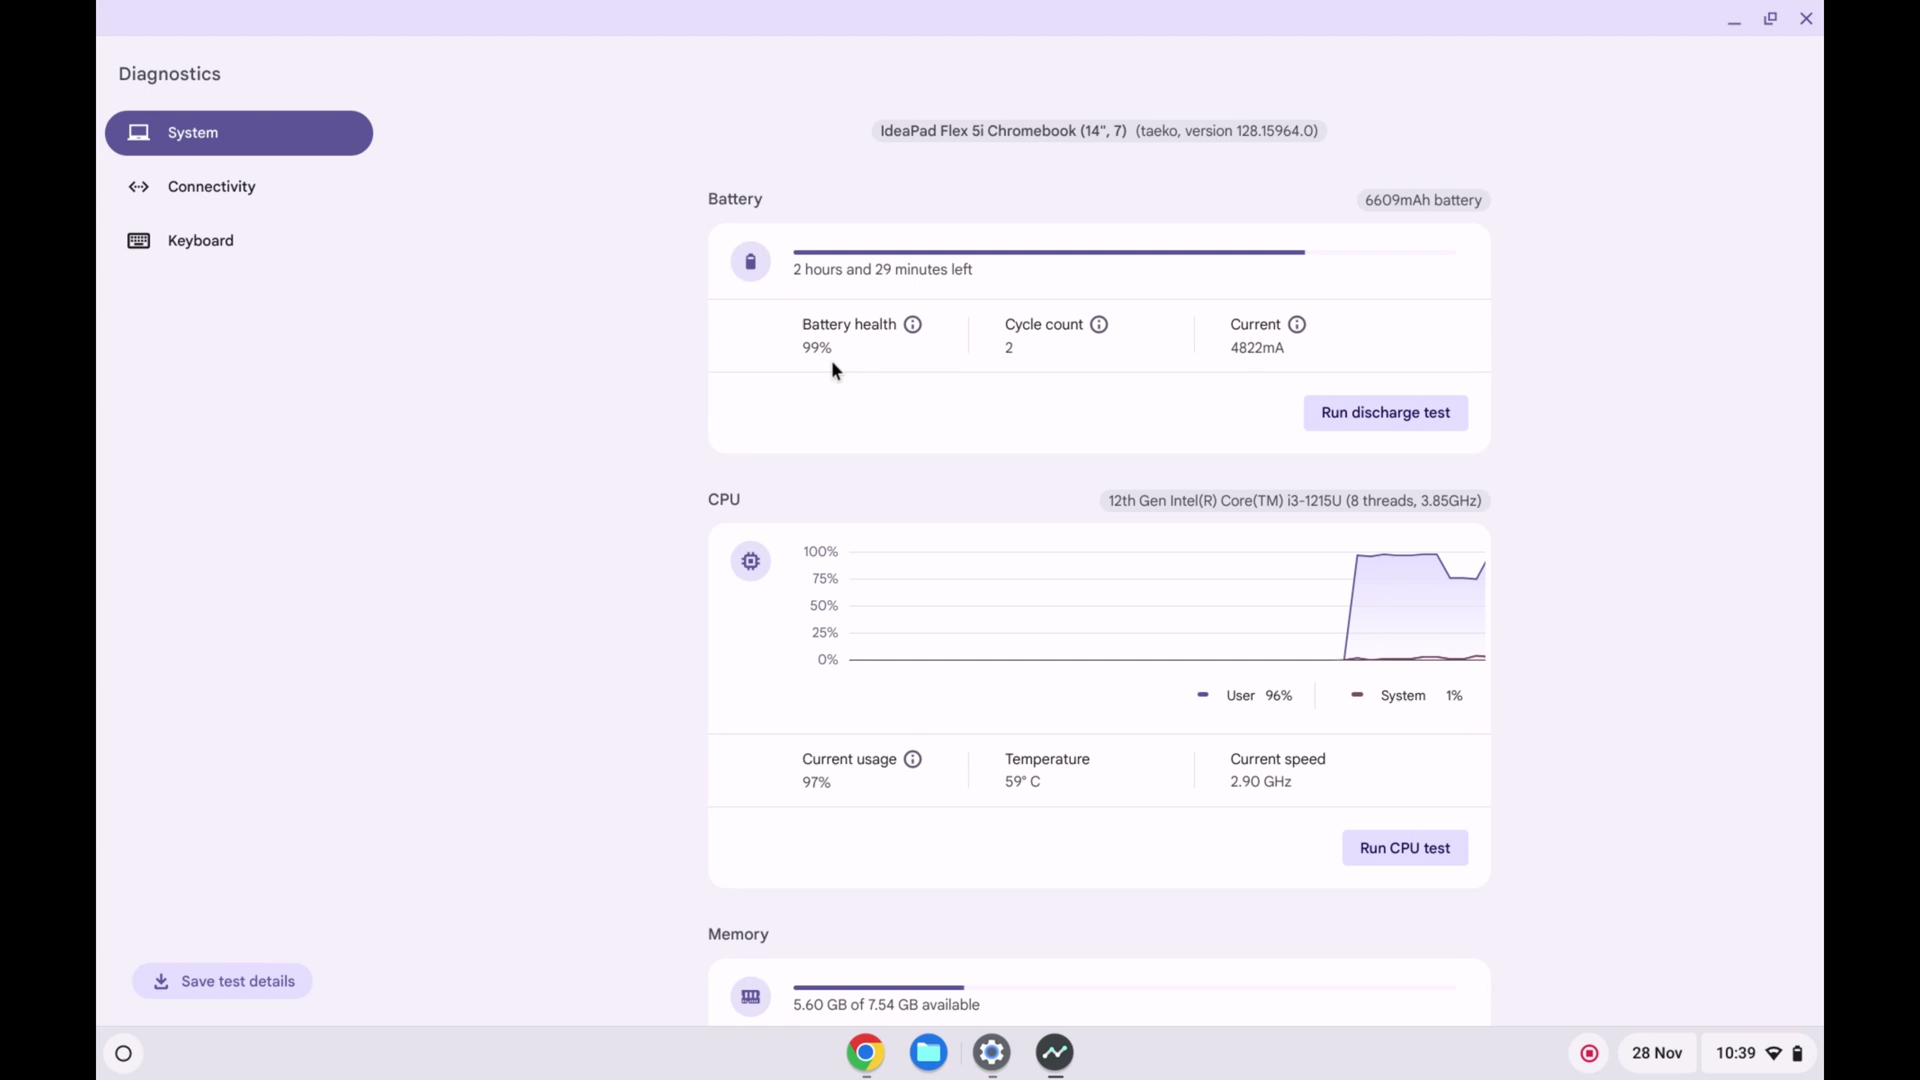 Diagnostics
System
Connectivity
Keyboard
IdeaPad Flex 5i Chromebook (14", 7) (taeko, version 128.15964.0)
Battery
6609mAh battery
2 hours and 29 minutes left
Battery health
99%
Cycle count
2
Current
4822mA
Run discharge test
CPU
12th Gen Intel(R) Core(TM) i3-1215U (8 threads, 3.85GHz)
100%
75%
50%
25%
0%
User 96%
System 1%
Current usage
97%
Temperature
59° C
Current speed
2.90 GHz
Run CPU test
Memory
5.60 GB of 7.54 GB available
Save test details
28 Nov
10:39